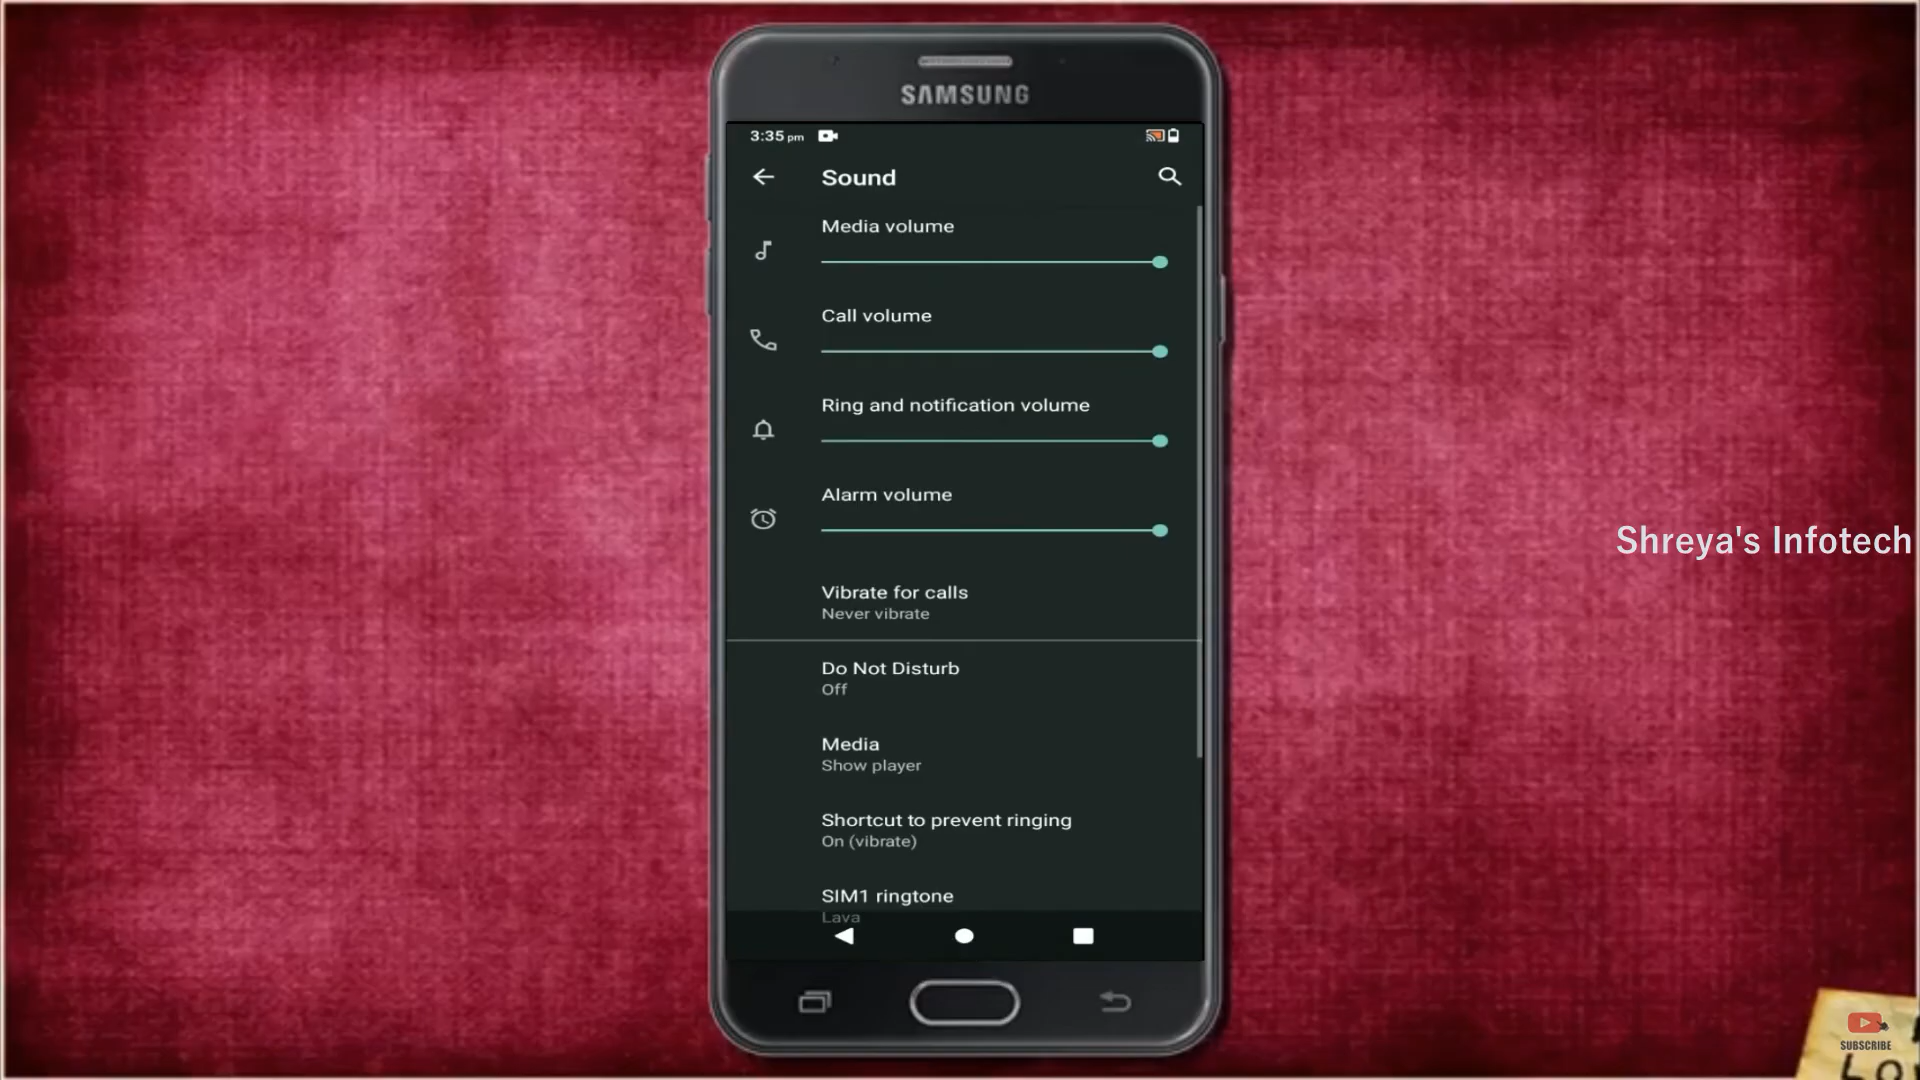 SAMSUNG
3:35 pm
Sound
Media volume
Call volume
Ring and notification volume
Alarm volume
Vibrate for calls
Never vibrate
Do Not Disturb
Off
Media
Show player
Shortcut to prevent ringing
On (vibrate)
SIM1 ringtone
Lava
Shreya's Infotech
SUBSCRIBE